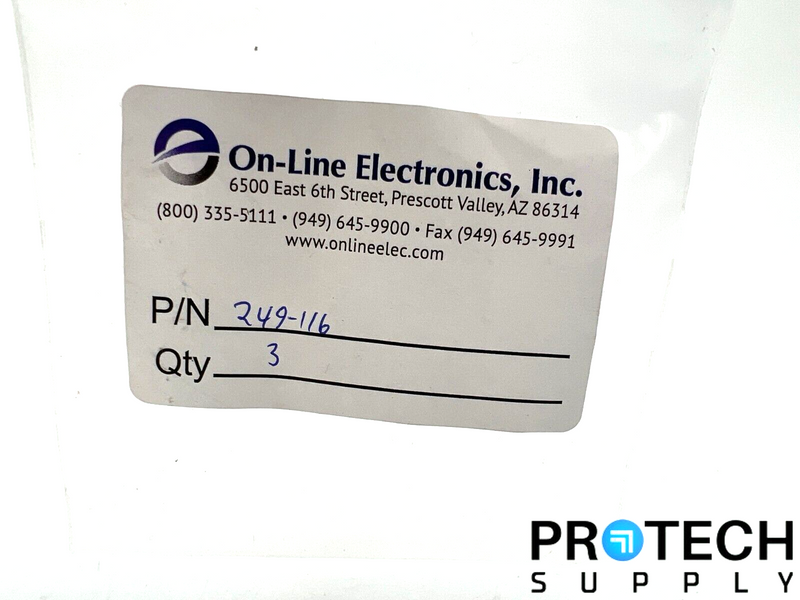 On-Line Electronics, Inc.
6500 East 6th Street, Prescott Valley, AZ 86314
(800) 335-5111 • (949) 645-9900 • Fax (949) 645-9991
www.onlineelec.com
P/N 249-116
Qty 3
PROTECH
SUPPLY